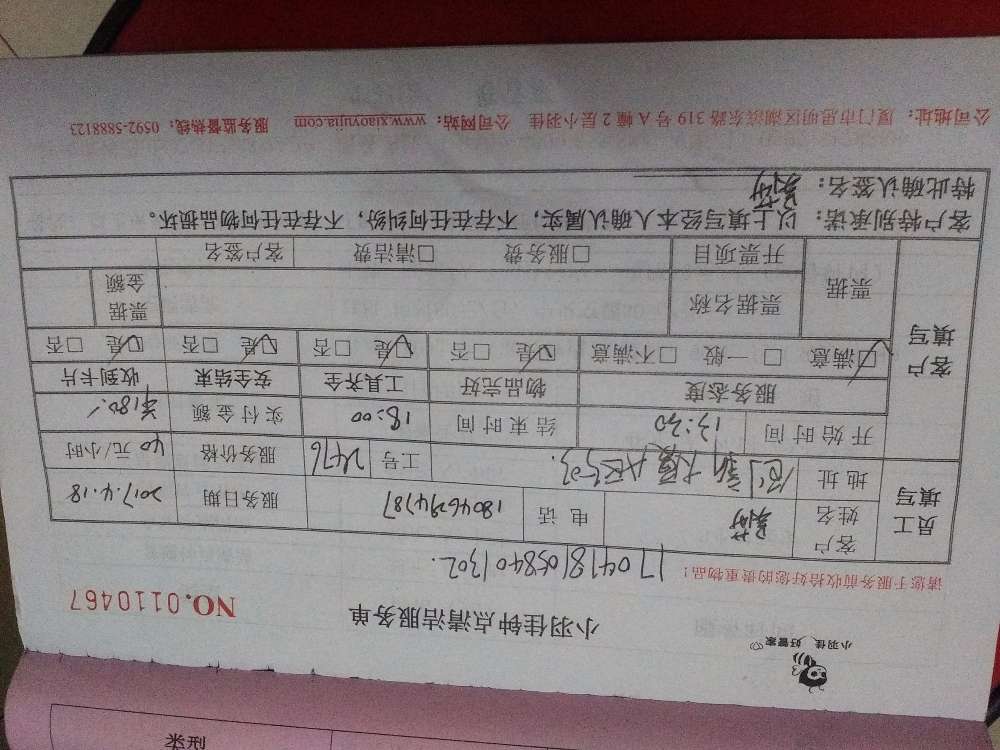 小羽佳 好管家
小羽佳钟点清洁服务单
NO.0110467
请您于服务前收拾好您的贵重物品！
1704181058401302.
员工填写
客户姓名
电话
服务日期 2017.4.18
地址
工号 2476
服务价格 40 元/小时
开始时间 13:30 结束时间 18:00 实付金额 180
服务态度 物品完好 工具齐全 安全结束 收到卡片
客户填写
☑满意 □一般 □不满意 ☑是 □否 ☑是 □否 ☑是 □否 ☑是 □否
票据 票据名称 票据金额
开票项目 □服务费 □清洁费 客户签名
客户特别承诺：以上填写经本人确认属实，不存在任何纠纷，不存在任何物品损坏。
特此确认签名：
公司地址：厦门市思明区湖滨东路319号A幢2层小羽佳 公司网站：www.xiaoyujia.com 服务监督热线：0592-5888123
类型